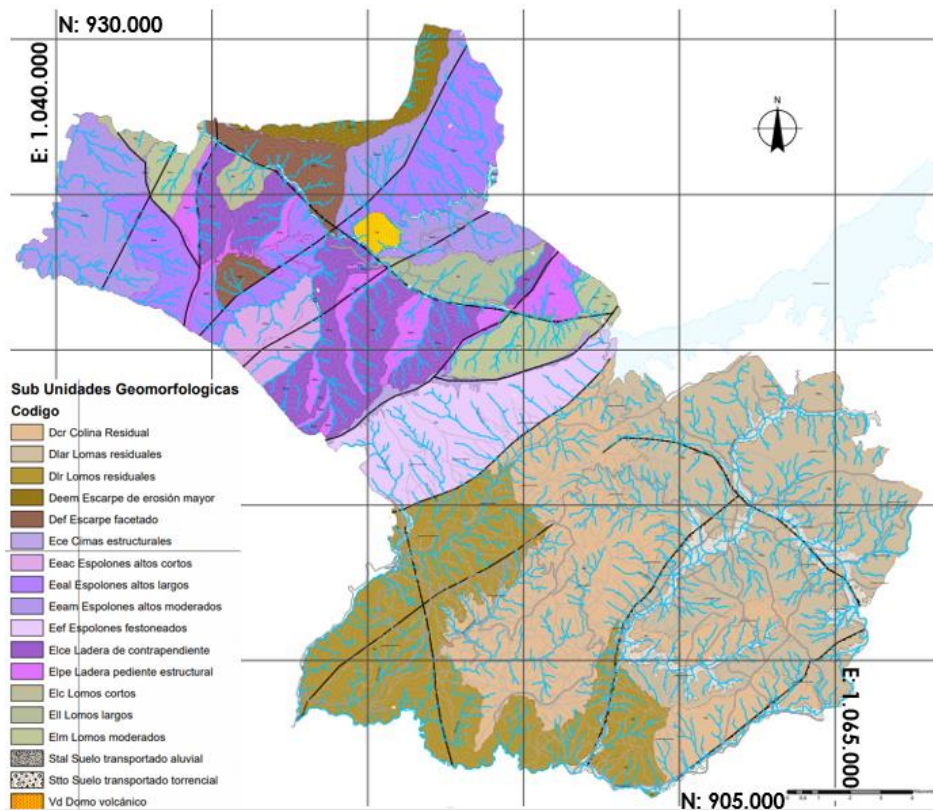 N: 930.000
E: 1.040.000
N
Sub Unidades Geomorfologicas
Codigo
Dcr Colina Residual
Dlar Lomas residuales
Dlr Lomos residuales
Deem Escarpe de erosión mayor
Def Escarpe facetado
Ece Cimas estructurales
Eeac Espolones altos cortos
Eeal Espolones altos largos
Eeam Espolones altos moderados
Eef Espolones festoneados
Elce Ladera de contrapendiente
Elpe Ladera pediente estructural
Elc Lomos cortos
Ell Lomos largos
Elm Lomos moderados
Stal Suelo transportado aluvial
Stto Suelo transportado torrencial
Vd Domo volcánico
E: 1.065.000
N: 905.000